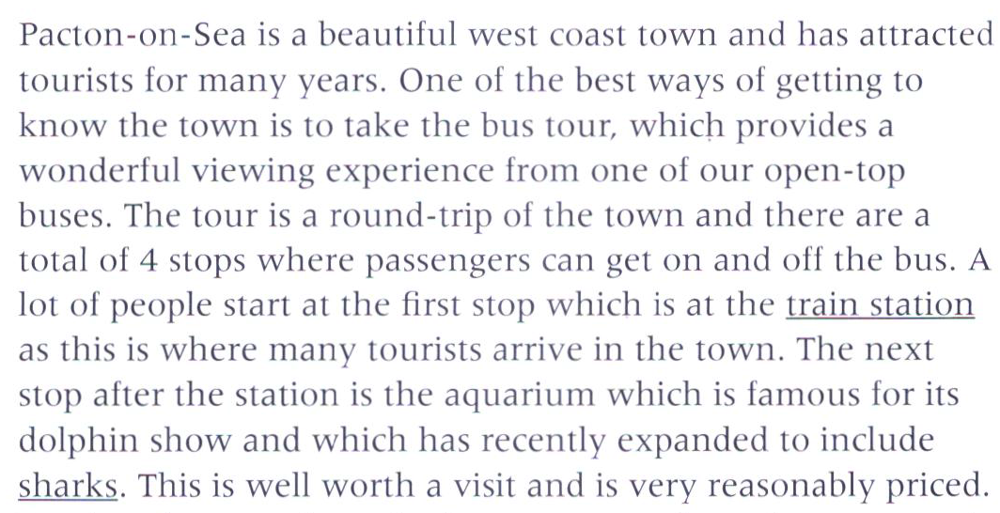 Pacton-on-Sea is a beautiful west coast town and has attracted
tourists for many years. One of the best ways of getting to
know the town is to take the bus tour, which provides a
wonderful viewing experience from one of our open-top
buses. The tour is a round-trip of the town and there are a
total of 4 stops where passengers can get on and off the bus. A
lot of people start at the first stop which is at the train station
as this is where many tourists arrive in the town. The next
stop after the station is the aquarium which is famous for its
dolphin show and which has recently expanded to include
sharks. This is well worth a visit and is very reasonably priced.